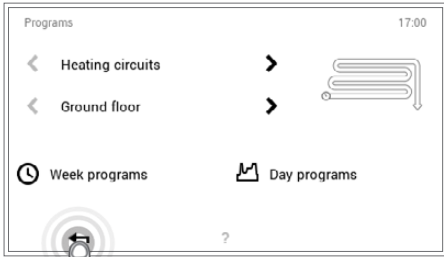 Programs 17:00
Heating circuits
Ground floor
Week programs Day programs
?